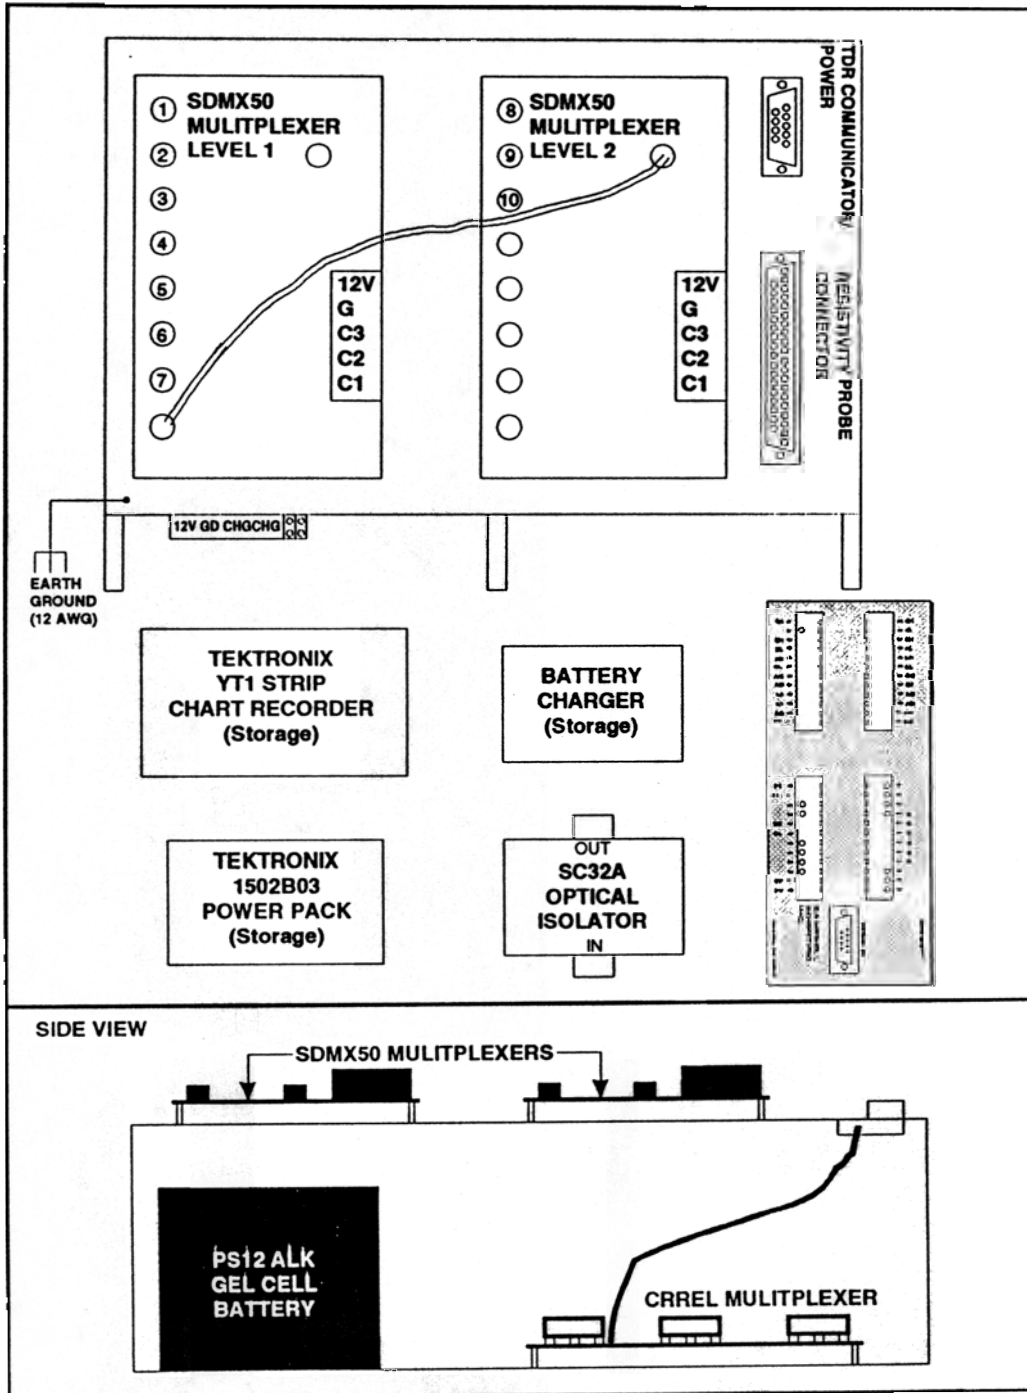 TDR COMMUNICATOR/
POWER
1
2
3
4
5
6
7
SDMX50
MULITPLEXER
LEVEL 1
12V
G
C3
C2
C1
8
9
10
SDMX50
MULITPLEXER
LEVEL 2
12V
G
C3
C2
C1
RESISTIVITY PROBE
CONNECTOR
12V GD CHGCHG
EARTH
GROUND
(12 AWG)
TEKTRONIX
YT1 STRIP
CHART RECORDER
(Storage)
BATTERY
CHARGER
(Storage)
TEKTRONIX
1502B03
POWER PACK
(Storage)
OUT
SC32A
OPTICAL
ISOLATOR
IN
SIDE VIEW
SDMX50 MULITPLEXERS
PS12 ALK
GEL CELL
BATTERY
CRREL MULITPLEXER